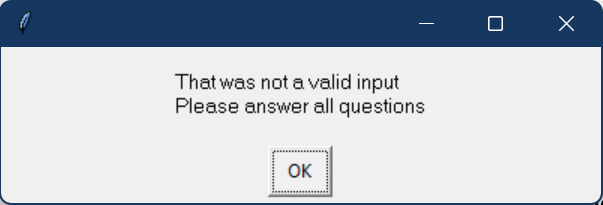 That was not a valid input
Please answer all questions
OK